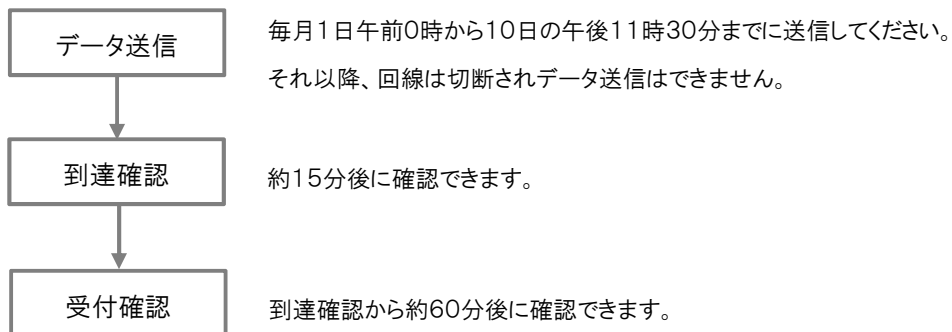 データ送信
毎月1日午前0時から10日の午後11時30分までに送信してください。
それ以降、回線は切断されデータ送信はできません。
到達確認
約15分後に確認できます。
受付確認
到達確認から約60分後に確認できます。